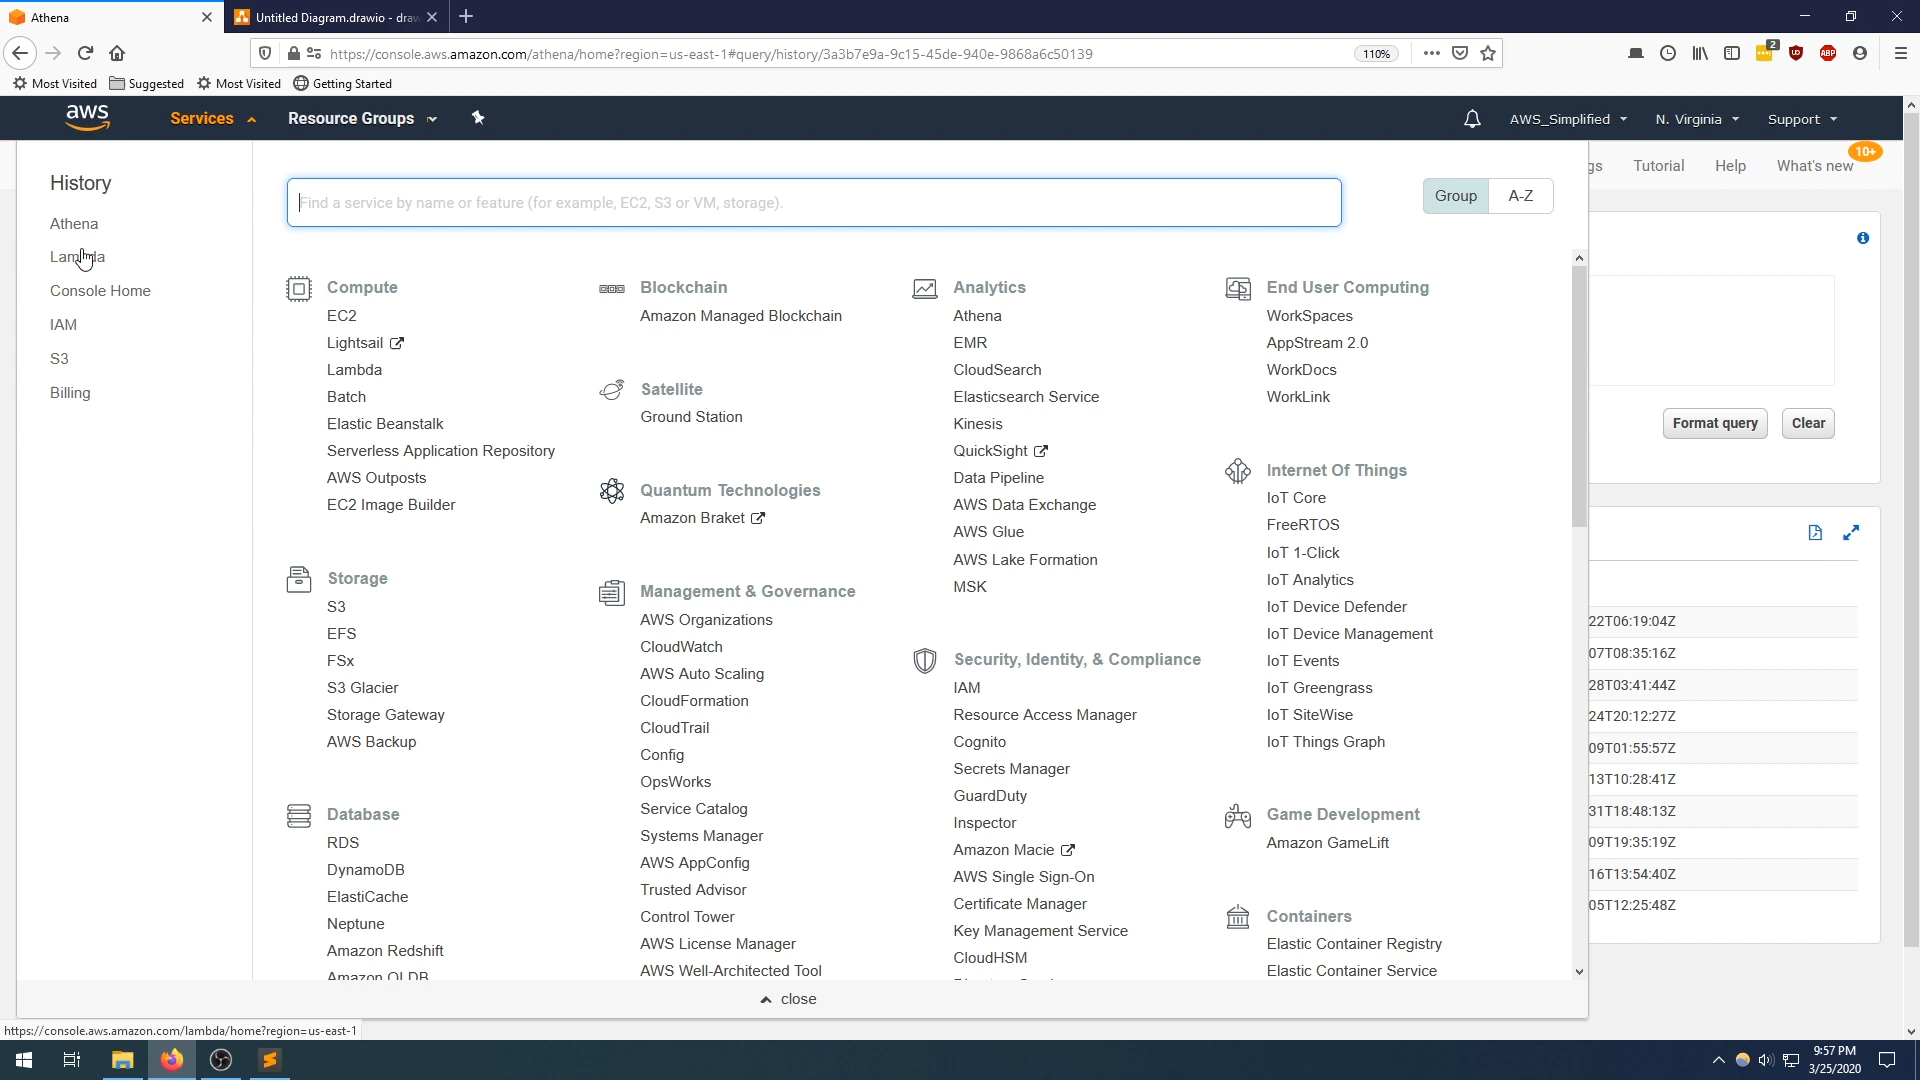 Athena
Untitled Diagram.drawio - draw
https://console.aws.amazon.com/athena/home?region=us-east-1#query/history/3a3b7e9a-9c15-45de-940e-9868a6c50139
110%
2
Most Visited
Suggested
Most Visited
Getting Started
aws
Services
Resource Groups
AWS_Simplified
N. Virginia
Support
gs
Tutorial
Help
What's new
10+
History
Athena
Lambda
Console Home
IAM
S3
Billing
Find a service by name or feature (for example, EC2, S3 or VM, storage).
Group
A-Z
Compute
EC2
Lightsail
Lambda
Batch
Elastic Beanstalk
Serverless Application Repository
AWS Outposts
EC2 Image Builder
Storage
S3
EFS
FSx
S3 Glacier
Storage Gateway
AWS Backup
Database
RDS
DynamoDB
ElastiCache
Neptune
Amazon Redshift
Amazon QLDB
Blockchain
Amazon Managed Blockchain
Satellite
Ground Station
Quantum Technologies
Amazon Braket
Management & Governance
AWS Organizations
CloudWatch
AWS Auto Scaling
CloudFormation
CloudTrail
Config
OpsWorks
Service Catalog
Systems Manager
AWS AppConfig
Trusted Advisor
Control Tower
AWS License Manager
AWS Well-Architected Tool
Analytics
Athena
EMR
CloudSearch
Elasticsearch Service
Kinesis
QuickSight
Data Pipeline
AWS Data Exchange
AWS Glue
AWS Lake Formation
MSK
Security, Identity, & Compliance
IAM
Resource Access Manager
Cognito
Secrets Manager
GuardDuty
Inspector
Amazon Macie
AWS Single Sign-On
Certificate Manager
Key Management Service
CloudHSM
End User Computing
WorkSpaces
AppStream 2.0
WorkDocs
WorkLink
Internet Of Things
IoT Core
FreeRTOS
IoT 1-Click
IoT Analytics
IoT Device Defender
IoT Device Management
IoT Events
IoT Greengrass
IoT SiteWise
IoT Things Graph
Game Development
Amazon GameLift
Containers
Elastic Container Registry
Elastic Container Service
Format query
Clear
22T06:19:04Z
07T08:35:16Z
28T03:41:44Z
24T20:12:27Z
09T01:55:57Z
13T10:28:41Z
31T18:48:13Z
09T19:35:19Z
16T13:54:40Z
05T12:25:48Z
close
https://console.aws.amazon.com/lambda/home?region=us-east-1
9:57 PM
3/25/2020